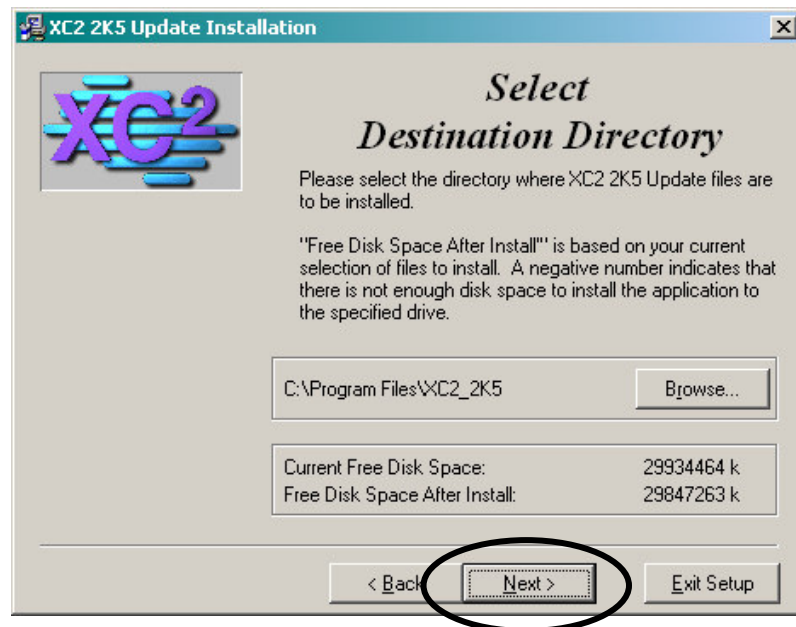 XC2 2K5 Update Installation
XC2
Select
Destination Directory
Please select the directory where XC2 2K5 Update files are
to be installed.
"Free Disk Space After Install"' is based on your current
selection of files to install. A negative number indicates that
there is not enough disk space to install the application to
the specified drive.
C:\Program Files\XC2_2K5
Browse...
Current Free Disk Space: 29934464 k
Free Disk Space After Install: 29847263 k
< Back
Next >
Exit Setup